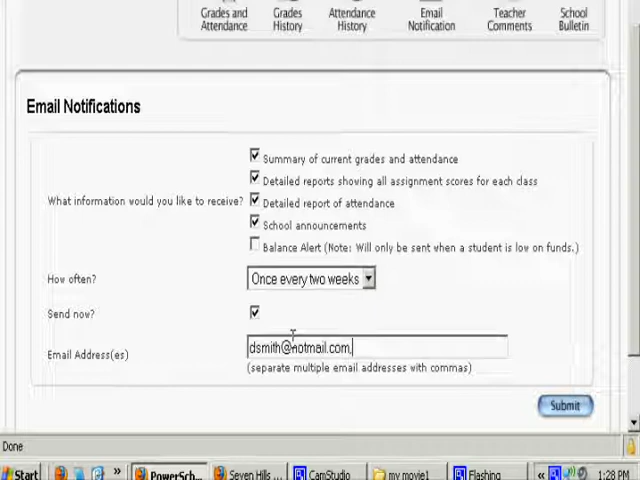 Grades and Attendance
Grades History
Attendance History
Email Notification
Teacher Comments
School Bulletin
Email Notifications
What information would you like to receive?
Summary of current grades and attendance
Detailed reports showing all assignment scores for each class
Detailed report of attendance
School announcements
Balance Alert (Note: Will only be sent when a student is low on funds.)
How often? Once every two weeks
Send now?
Email Address(es) dsmith@hotmail.com,
(separate multiple email addresses with commas)
Submit
Done
Start » PowerSch... Seven Hills ... CamStudio my movie1 Flashing « 1:28 PM